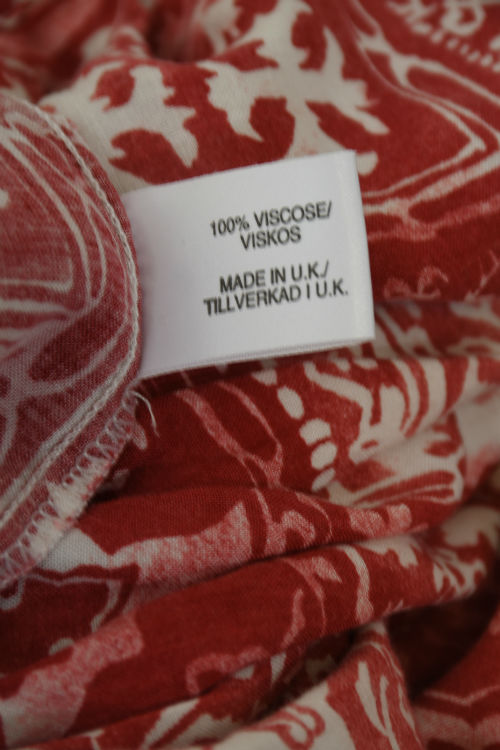 100% VISCOSE/
VISKOS
MADE IN U.K./
TILLVERKAD I U.K.